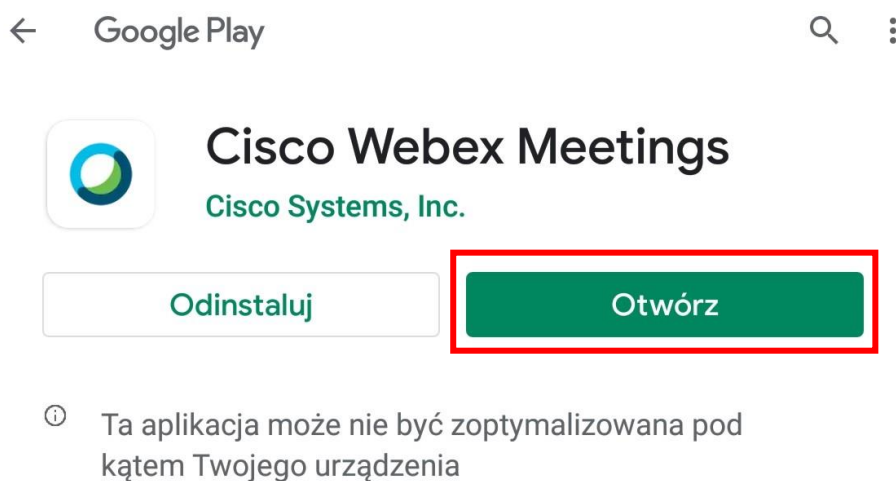 Google Play
Cisco Webex Meetings
Cisco Systems, Inc.
Odinstaluj
Otwórz
Ta aplikacja może nie być zoptymalizowana pod
kątem Twojego urządzenia